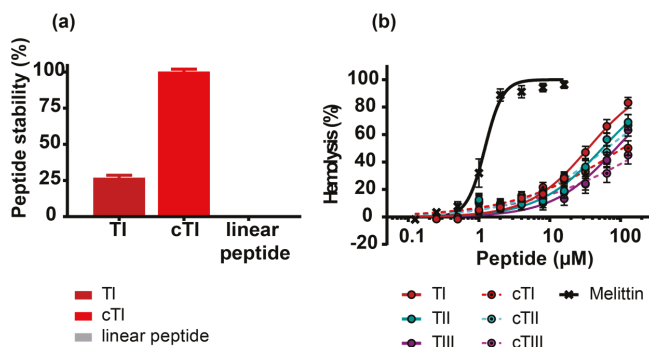 (a)
Peptide stability (%)
100
75
50
25
0
TI
cTI
linear
peptide
TI
cTI
linear peptide
(b)
Hemolysis (%)
100
80
60
40
20
0
-20
0.1
1
10
100
Peptide (µM)
TI
cTI
Melittin
TII
cTII
TIII
cTIII